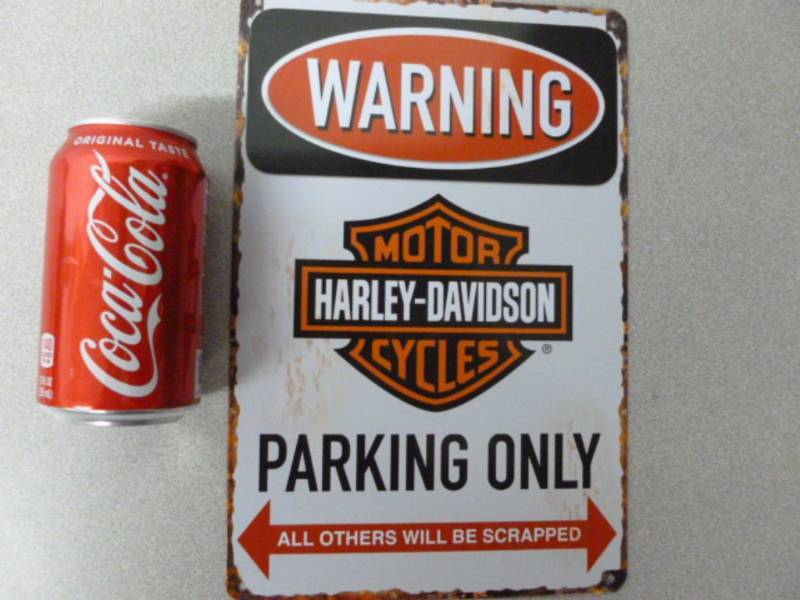 ORIGINAL TASTE
Coca-Cola
WARNING
MOTOR
HARLEY-DAVIDSON
CYCLES
®
PARKING ONLY
ALL OTHERS WILL BE SCRAPPED